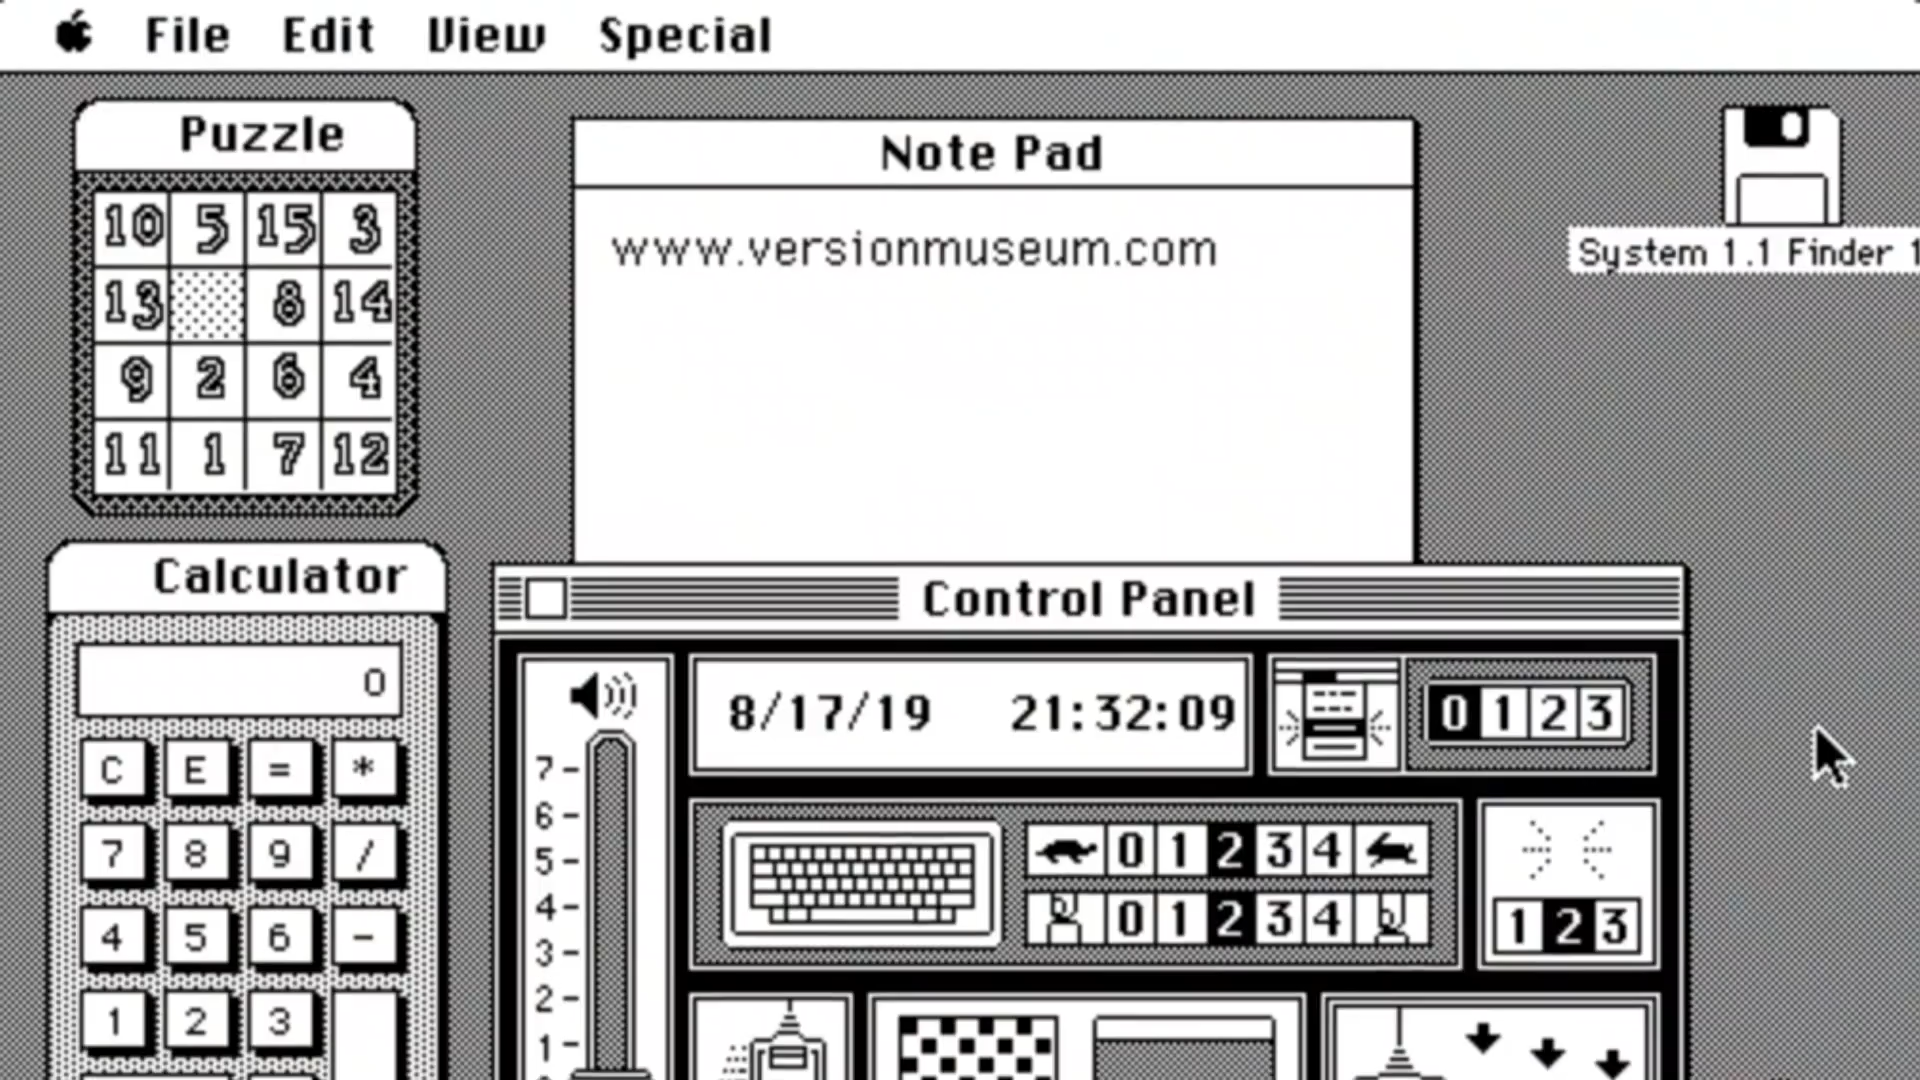 File Edit View Special
Puzzle
10 5 15 3
13 8 14
9 2 6 4
11 1 7 12
Note Pad
www.versionmuseum.com
System 1.1 Finder 1
Calculator
0
C E = *
7 8 9 /
4 5 6 -
1 2 3
Control Panel
7-
6-
5-
4-
3-
2-
1-
8/17/19 21:32:09
0 1 2 3
0 1 2 3 4
0 1 2 3 4
1 2 3